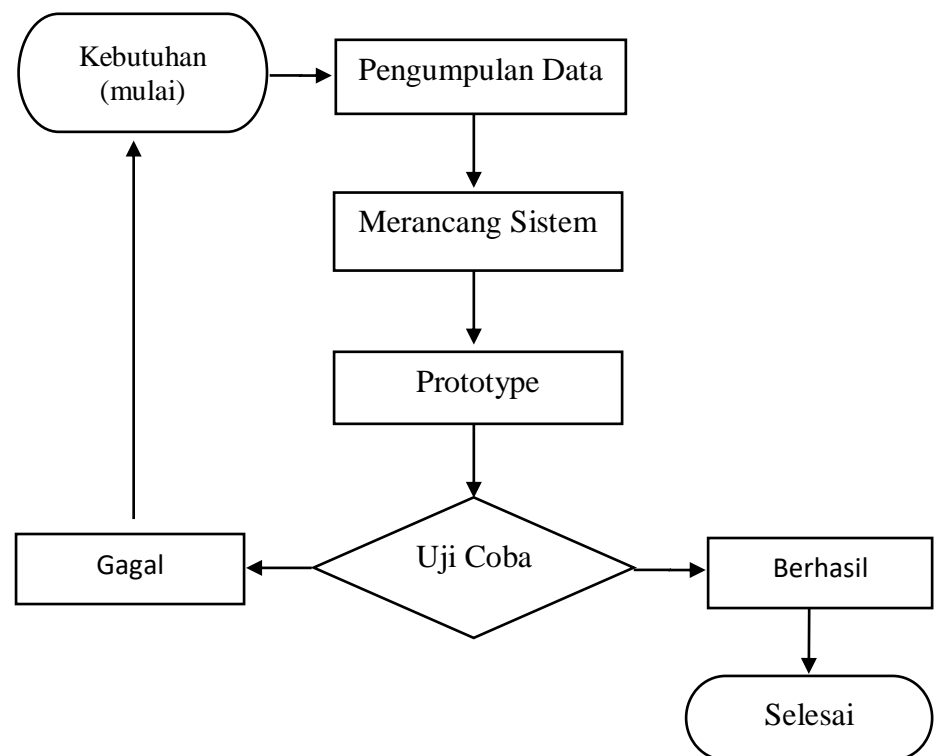 Kebutuhan
(mulai)
Pengumpulan Data
Merancang Sistem
Prototype
Uji Coba
Gagal
Berhasil
Selesai